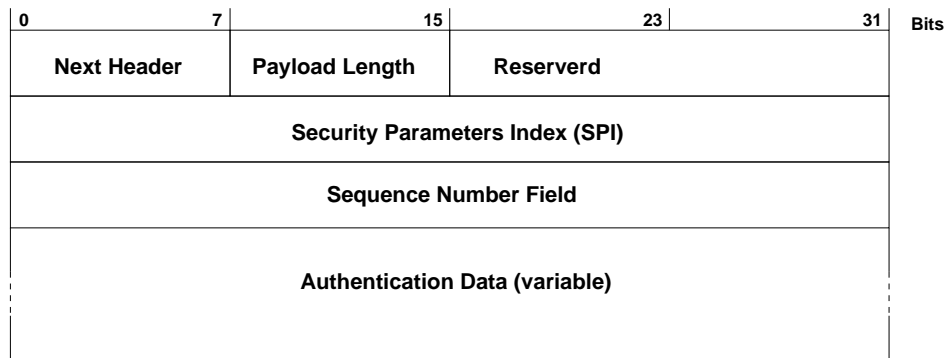 0 7 15 23 31 Bits
Next Header Payload Length Reserverd
Security Parameters Index (SPI)
Sequence Number Field
Authentication Data (variable)